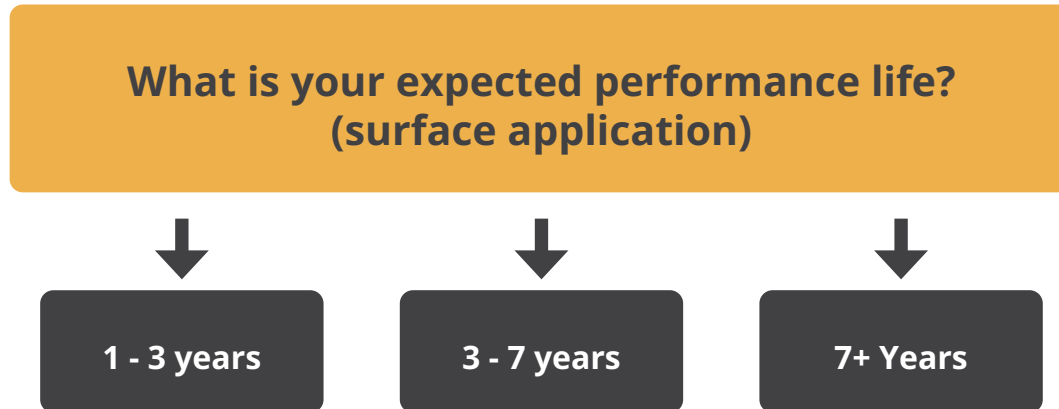 What is your expected performance life?
(surface application)
1 - 3 years
3 - 7 years
7+ Years